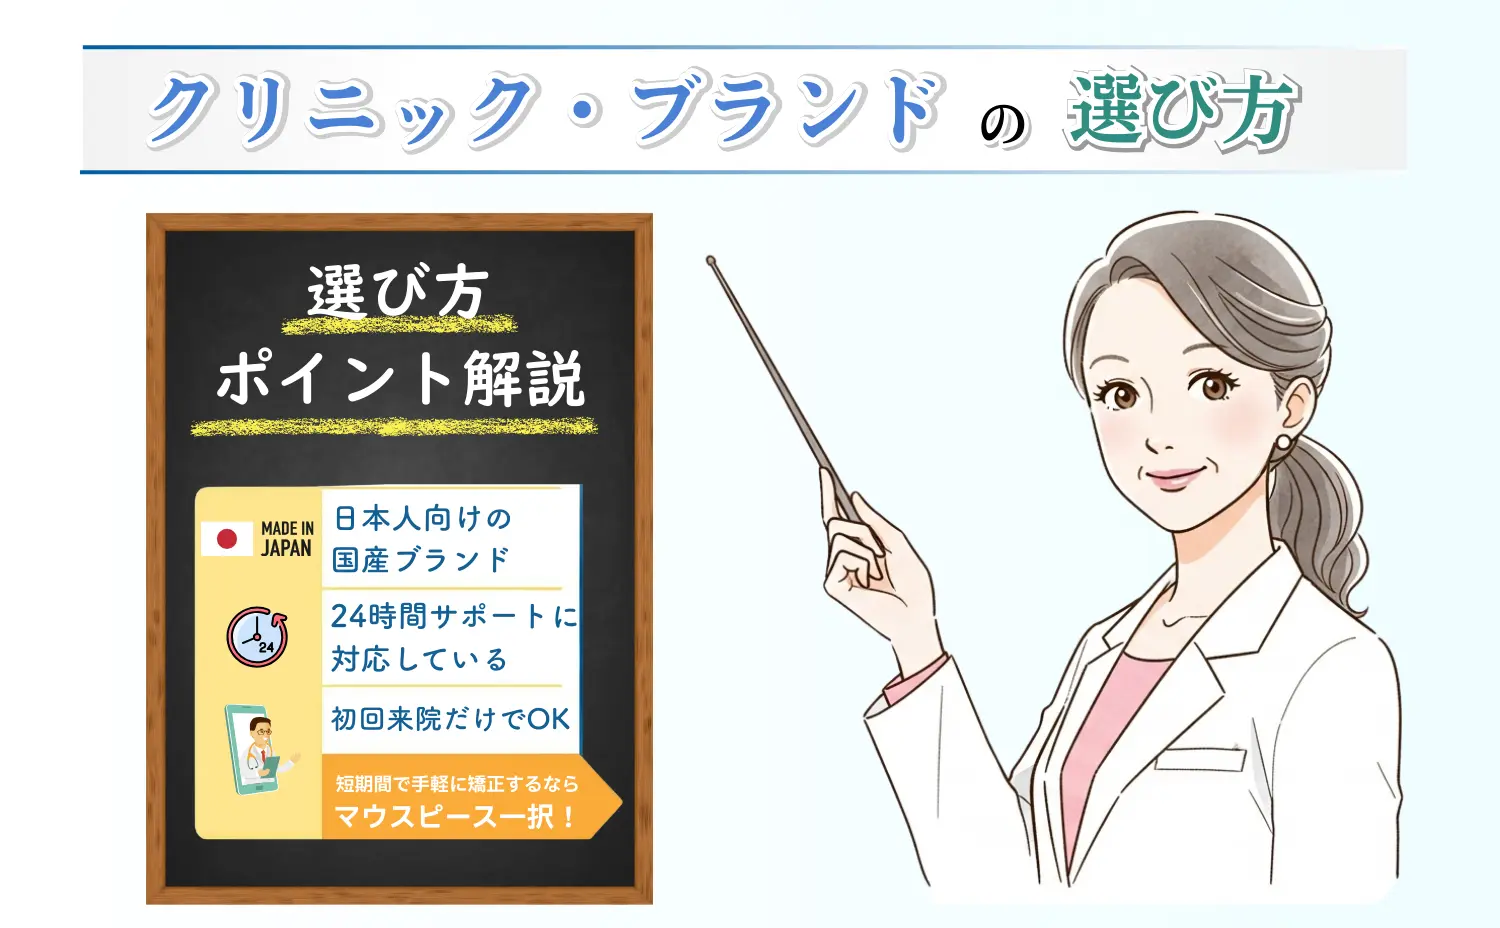 クリニック・ブランドの選び方
選び方
ポイント解説
MADE IN
JAPAN
日本人向けの
国産ブランド
24
24時間サポートに
対応している
初回来院だけでOK
短期間で手軽に矯正するなら
マウスピース一択！